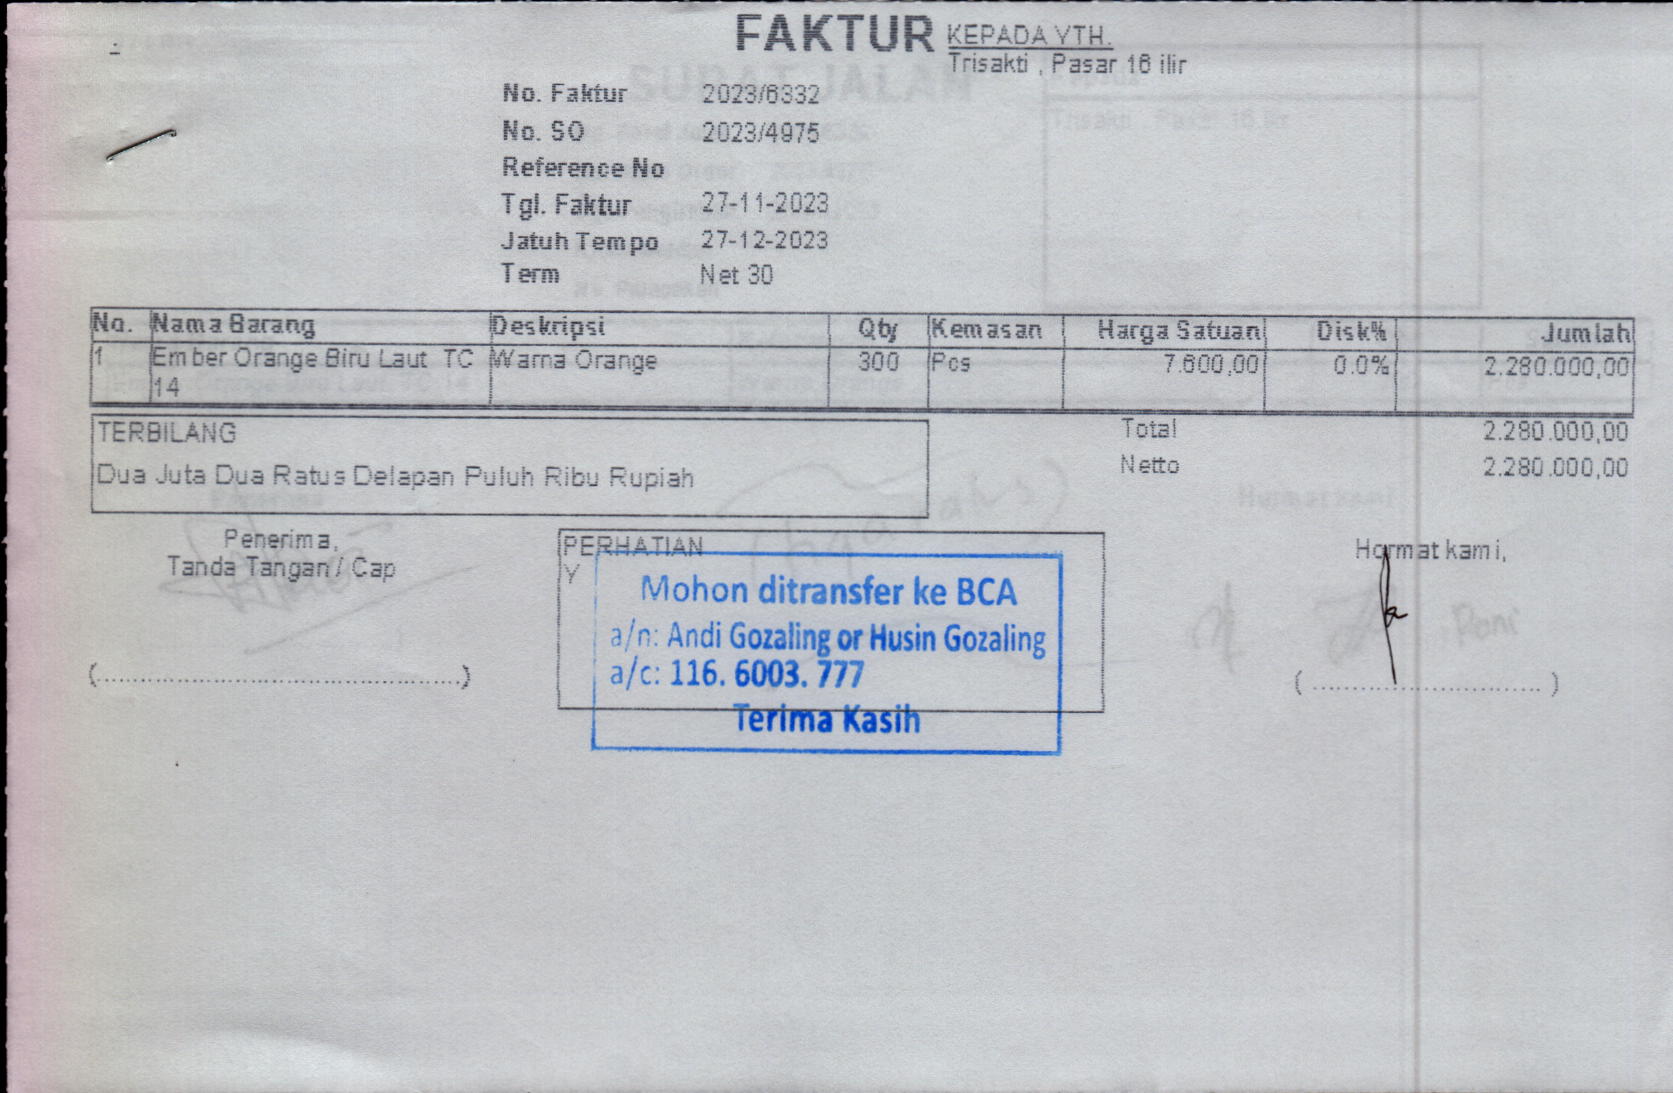 FAKTUR KEPADA YTH.
Trisakti , Pasar 16 ilir
SURAT JALAN
No. Faktur 2023/6332
No. SO 2023/4975
Reference No
Tgl. Faktur 27-11-2023
Jatuh Tempo 27-12-2023
Term Net 30
No. Nama Barang Deskripsi Qty Kemasan Harga Satuan Disk% Jumlah
1 Ember Orange Biru Laut TC 14 Warna Orange 300 Pcs 7.600,00 0.0% 2.280.000,00
TERBILANG
Dua Juta Dua Ratus Delapan Puluh Ribu Rupiah
Total 2.280.000,00
Netto 2.280.000,00
Penerima,
Tanda Tangan / Cap
(..............................................)
PERHATIAN
Y
Mohon ditransfer ke BCA
a/n: Andi Gozaling or Husin Gozaling
a/c: 116. 6003. 777
Terima Kasih
Hormat kami,
( .............................. )